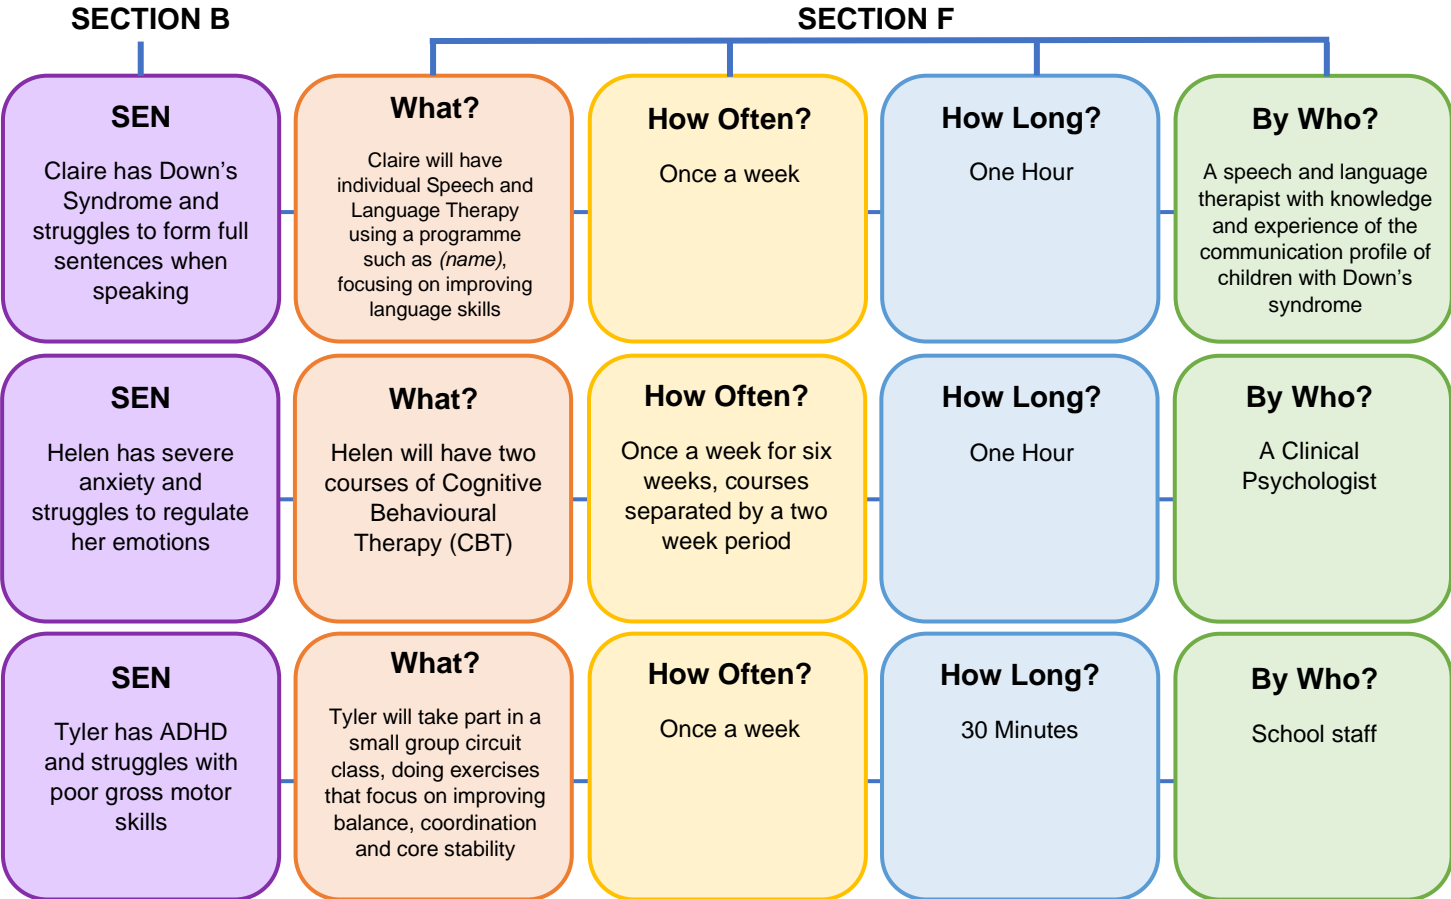 SECTION B
SECTION F
SEN
Claire has Down's
Syndrome and
struggles to form full
sentences when
speaking
What?
Claire will have
individual Speech and
Language Therapy
using a programme
such as (name),
focusing on improving
language skills
How Often?
Once a week
How Long?
One Hour
By Who?
A speech and language
therapist with knowledge
and experience of the
communication profile of
children with Down's
syndrome
SEN
Helen has severe
anxiety and
struggles to regulate
her emotions
What?
Helen will have two
courses of Cognitive
Behavioural
Therapy (CBT)
How Often?
Once a week for six
weeks, courses
separated by a two
week period
How Long?
One Hour
By Who?
A Clinical
Psychologist
SEN
Tyler has ADHD
and struggles with
poor gross motor
skills
What?
Tyler will take part in a
small group circuit
class, doing exercises
that focus on improving
balance, coordination
and core stability
How Often?
Once a week
How Long?
30 Minutes
By Who?
School staff